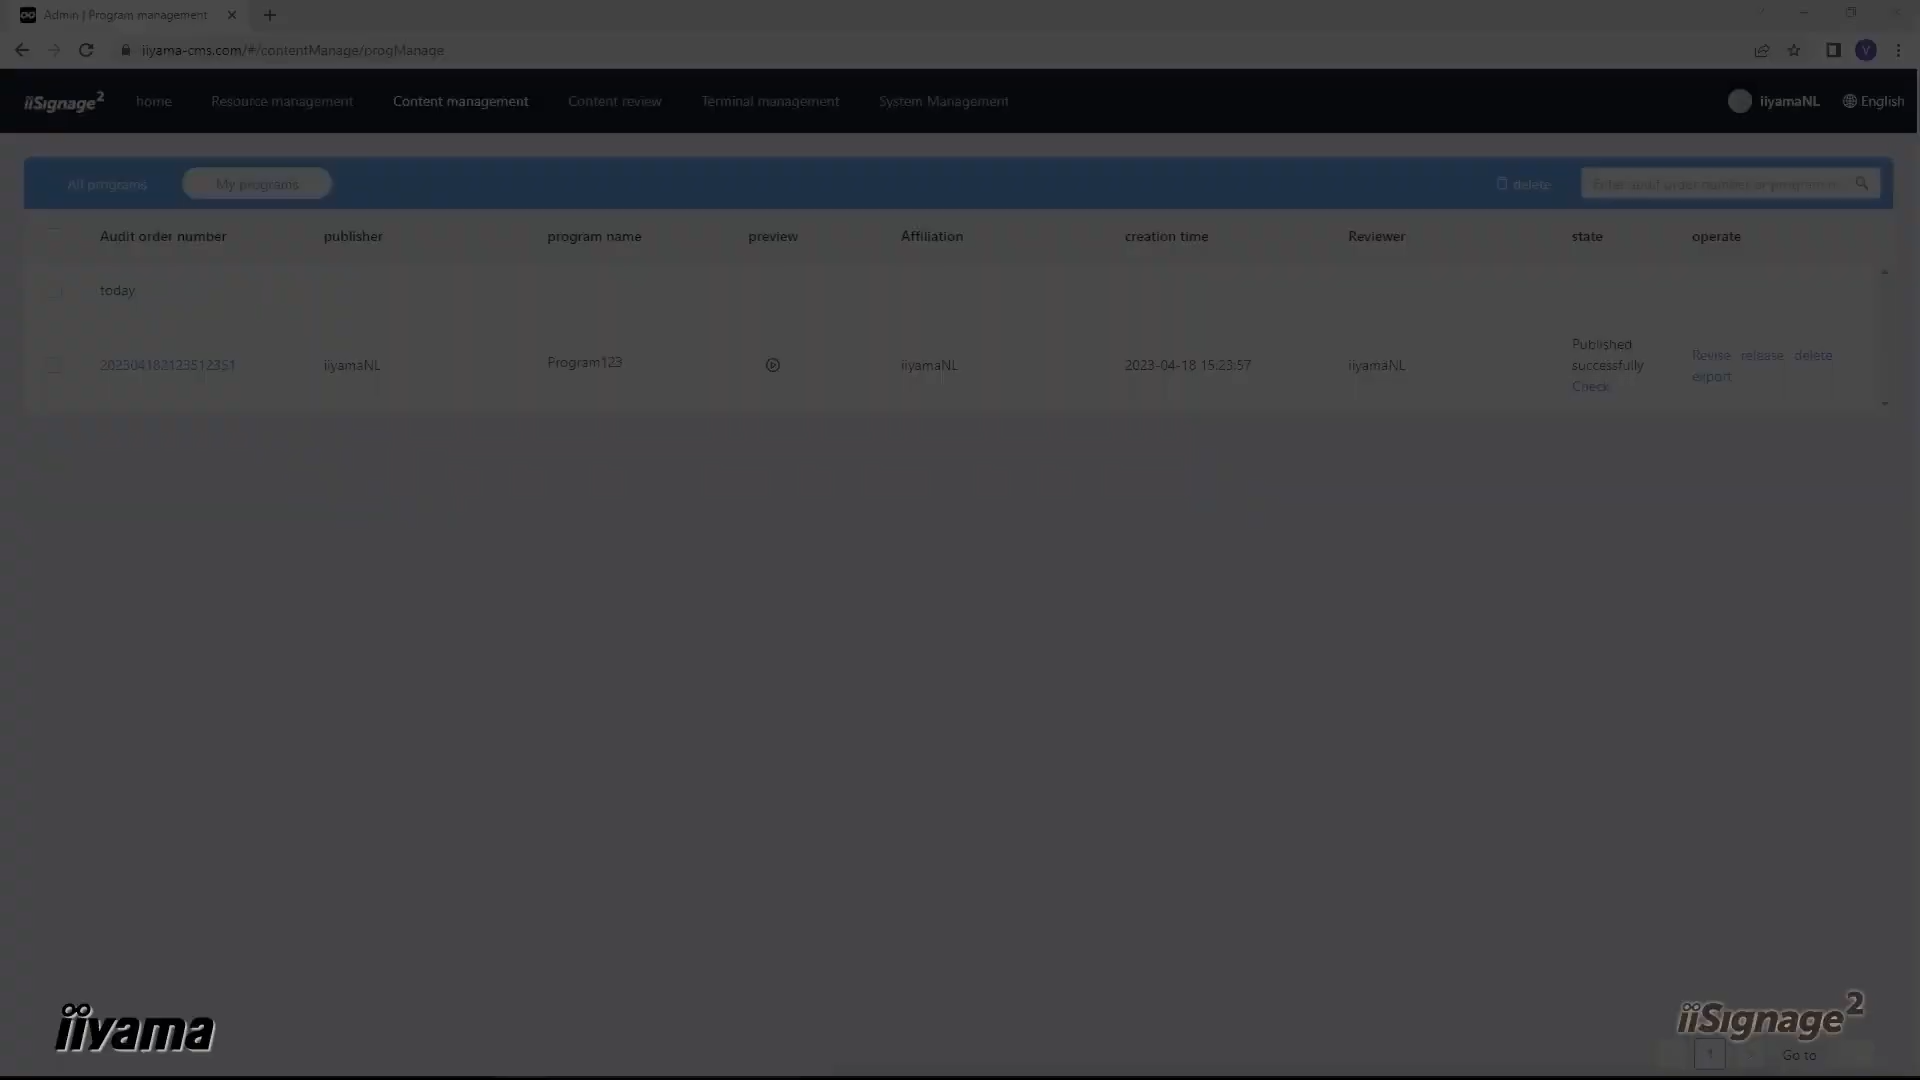 Admin | Program management
iiyama-cms.com/#/contentManage/progManage
V
iiSignage²
home
Resource management
Content management
Content review
Terminal management
System Management
iiyamaNL
English
All programs
My programs
delete
Enter audit order number or program n
Audit order number
publisher
program name
preview
Affiliation
creation time
Reviewer
state
operate
today
202304182123512351
iiyamaNL
Program123
iiyamaNL
2023-04-18 15:23:57
iiyamaNL
Published
successfully
Check
Revise release delete
export
iiyama
iiSignage²
1
Go to